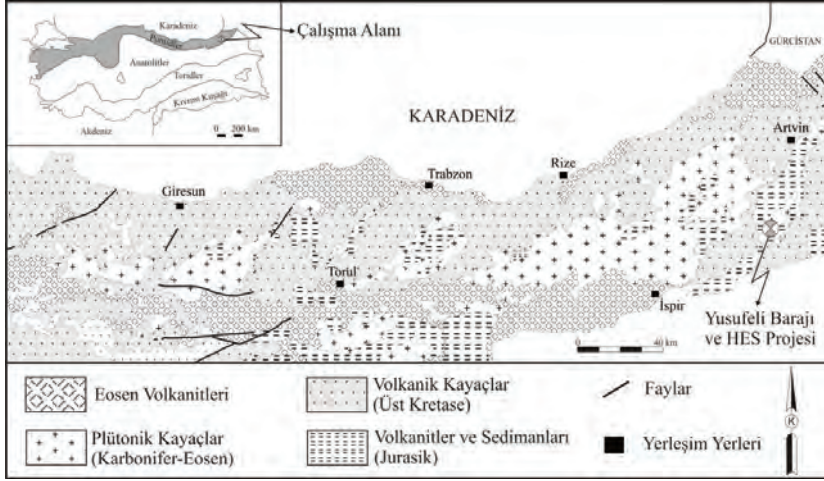 Karadeniz
Pontidler
Anatolitler
Toridler
Kenar Kuşağı
Akdeniz
0 200 km
Çalışma Alanı
GÜRCİSTAN
KARADENİZ
Artvin
Rize
Trabzon
Giresun
Torul
İspir
Yusufeli Barajı
ve HES Projesi
0 40 km
Eosen Volkanitleri
Volkanik Kayaçlar
(Üst Kretase)
Faylar
Plütonik Kayaçlar
(Karbonifer-Eosen)
Volkanitler ve Sedimanları
(Jurasik)
Yerleşim Yerleri
K